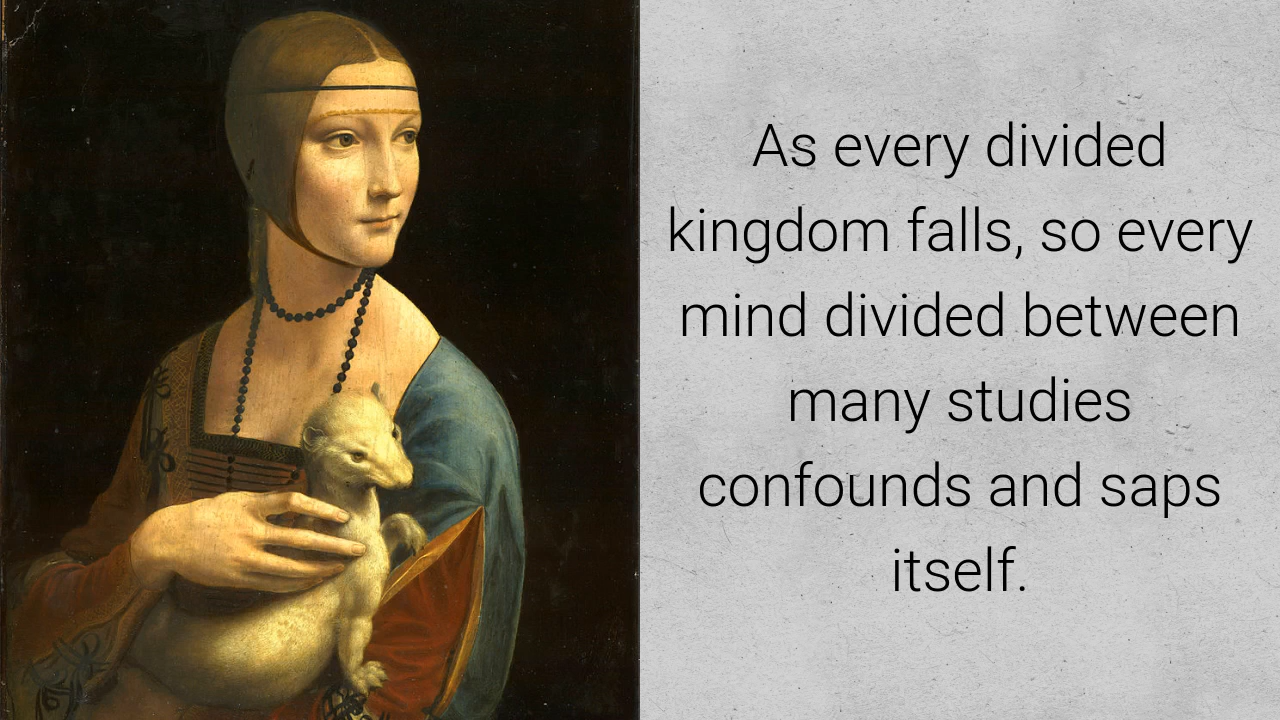 As every divided
kingdom falls, so every
mind divided between
many studies
confounds and saps
itself.